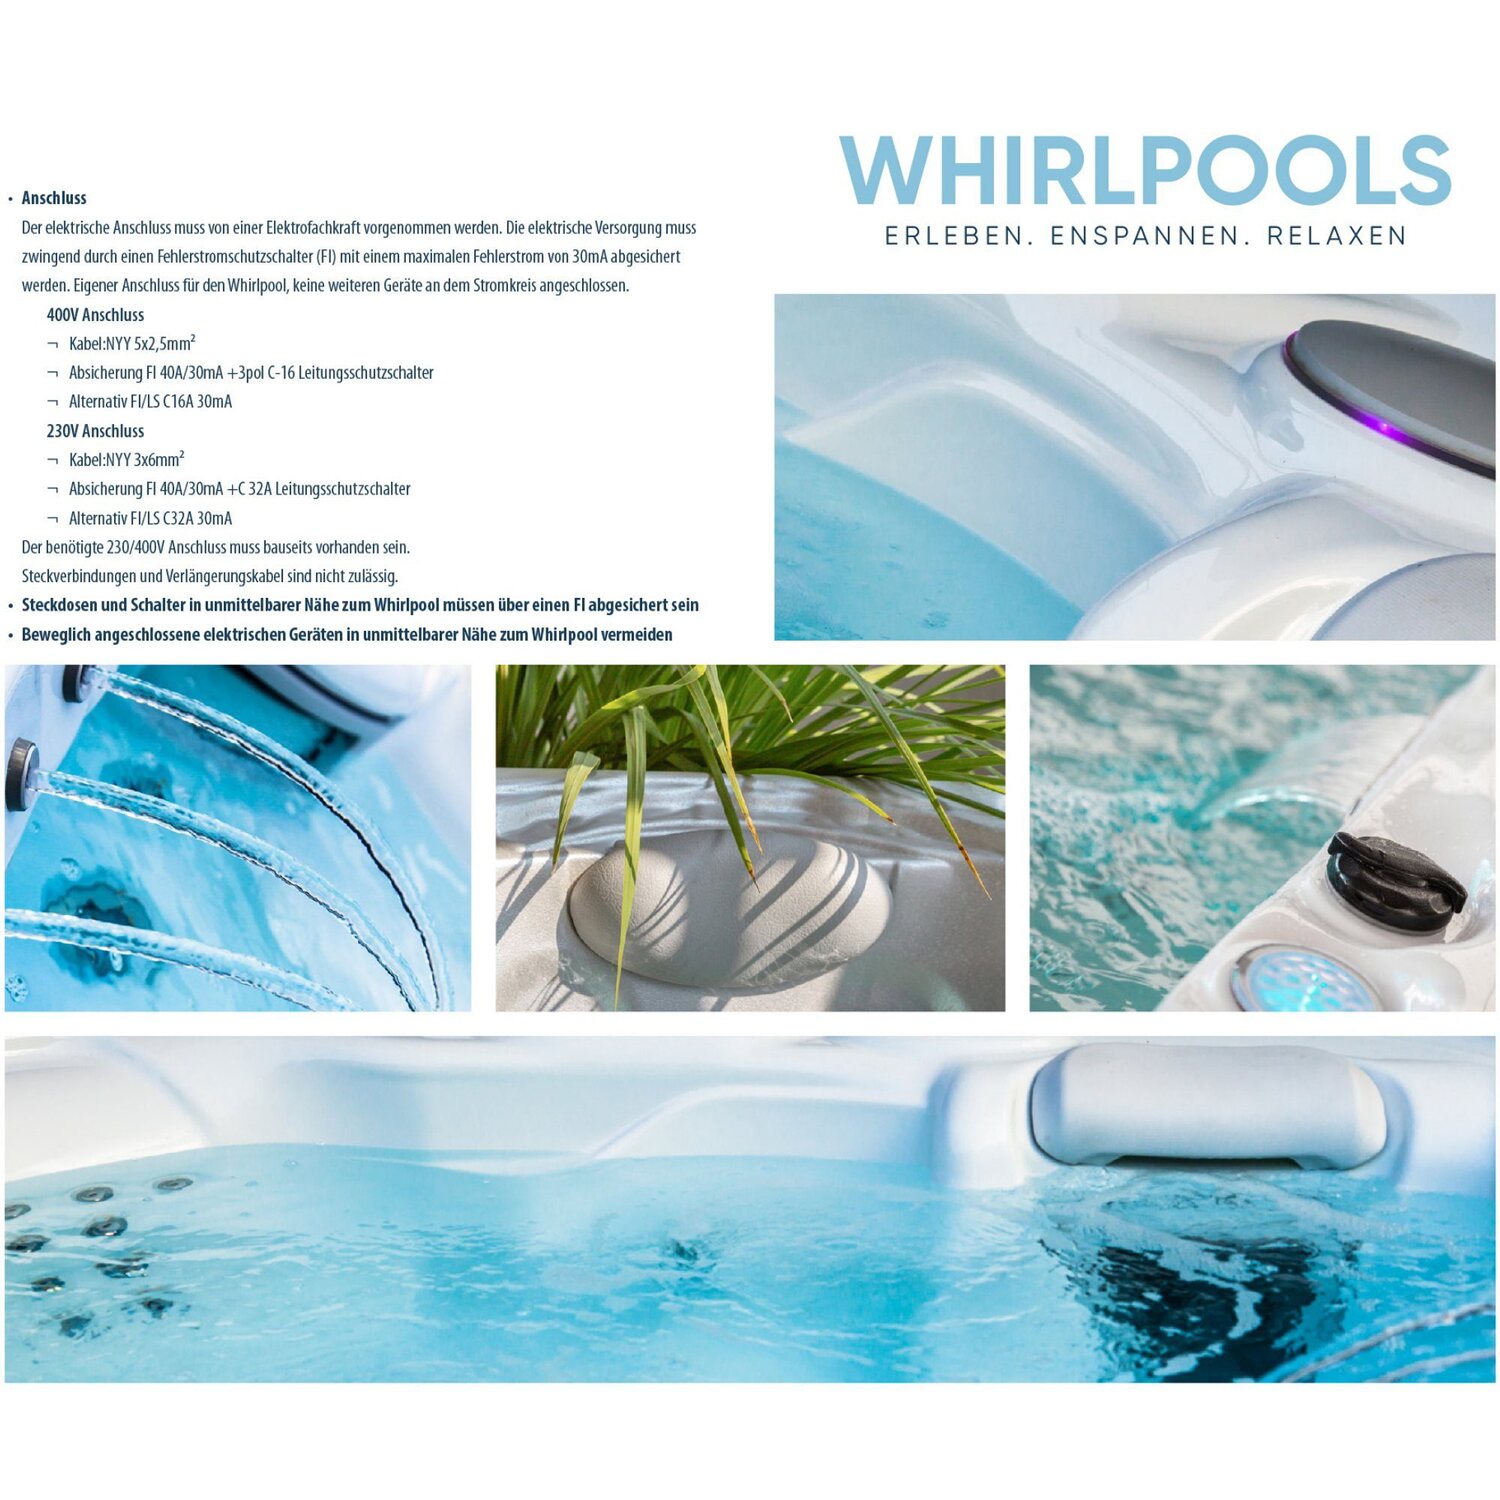 • Anschluss
Der elektrische Anschluss muss von einer Elektrofachkraft vorgenommen werden. Die elektrische Versorgung muss
zwingend durch einen Fehlerstromschutzschalter (FI) mit einem maximalen Fehlerstrom von 30mA abgesichert
werden. Eigener Anschluss für den Whirlpool, keine weiteren Geräte an dem Stromkreis angeschlossen.
400V Anschluss
¬ Kabel:NYY 5x2,5mm²
¬ Absicherung FI 40A/30mA +3pol C-16 Leitungsschutzschalter
¬ Alternativ FI/LS C16A 30mA
230V Anschluss
¬ Kabel:NYY 3x6mm²
¬ Absicherung FI 40A/30mA +C 32A Leitungsschutzschalter
¬ Alternativ FI/LS C32A 30mA
Der benötigte 230/400V Anschluss muss bauseits vorhanden sein.
Steckverbindungen und Verlängerungskabel sind nicht zulässig.
• Steckdosen und Schalter in unmittelbarer Nähe zum Whirlpool müssen über einen FI abgesichert sein
• Beweglich angeschlossene elektrischen Geräten in unmittelbarer Nähe zum Whirlpool vermeiden
WHIRLPOOLS
ERLEBEN. ENSPANNEN. RELAXEN